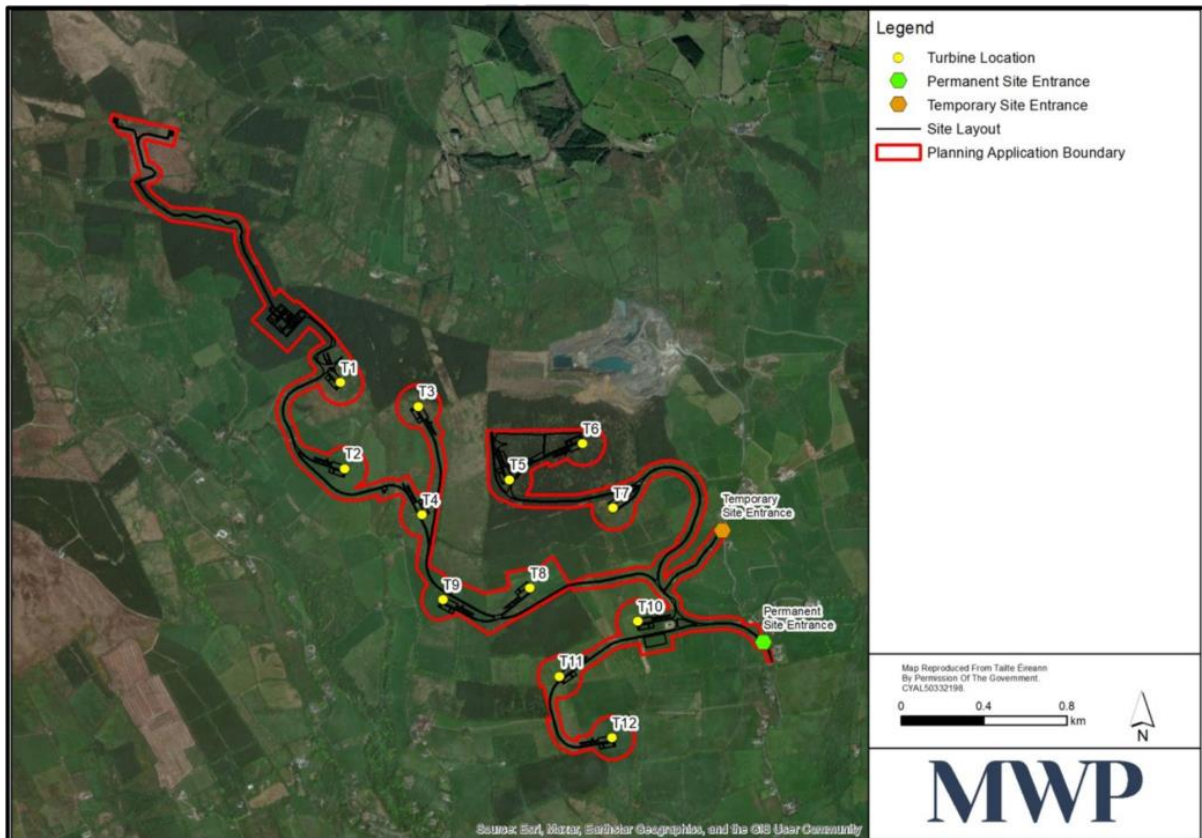 Legend
Turbine Location
Permanent Site Entrance
Temporary Site Entrance
Site Layout
Planning Application Boundary
T1
T3
T2
T6
T5
T4
T7
Temporary
Site Entrance
T8
T9
T10
Permanent
Site Entrance
T11
T12
Map Reproduced From Tailte Éireann
By Permission Of The Government.
CYAL50332198.
0 0.4 0.8
km
N
MWP
Source: Esri, Maxar, Earthstar Geographics, and the GIS User Community